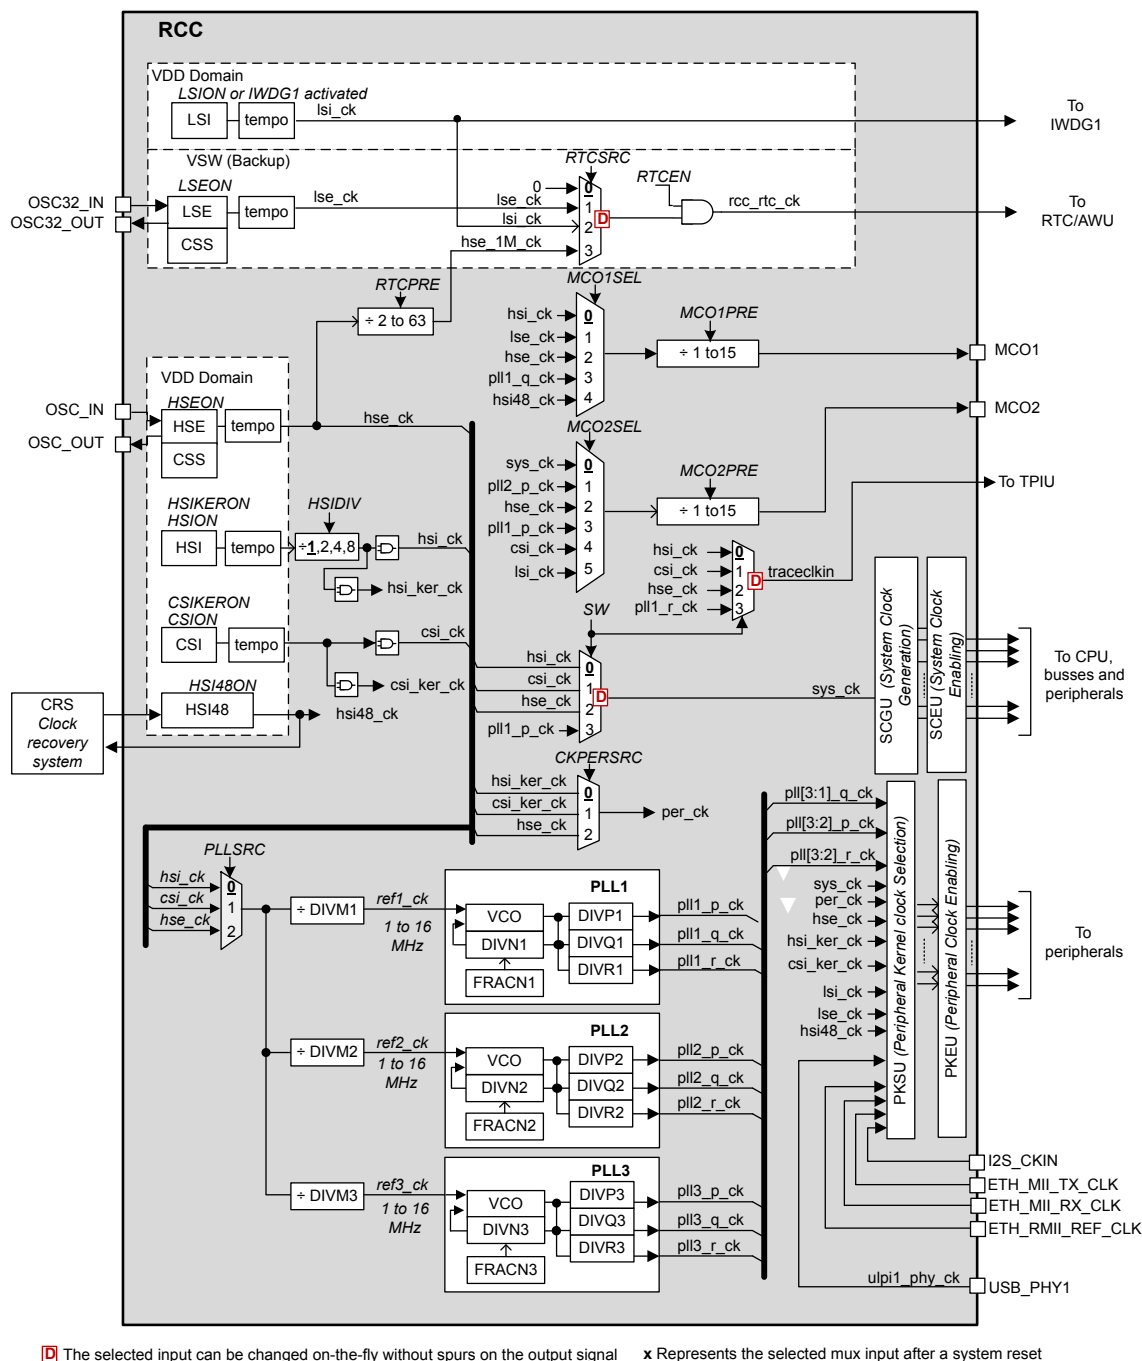 RCC
VDD Domain
LSION or IWDG1 activated
LSI
tempo
lsi_ck
To
IWDG1
VSW (Backup)
LSEON
OSC32_IN
OSC32_OUT
LSE
CSS
tempo
lse_ck
RTCSRC
0
lse_ck
lsi_ck
hse_1M_ck
0
1
2
3
D
RTCEN
rcc_rtc_ck
To
RTC/AWU
RTCPRE
÷ 2 to 63
MCO1SEL
hsi_ck
lse_ck
hse_ck
pll1_q_ck
hsi48_ck
0
1
2
3
4
MCO1PRE
÷ 1 to15
MCO1
VDD Domain
OSC_IN
OSC_OUT
HSEON
HSE
CSS
tempo
hse_ck
MCO2SEL
sys_ck
pll2_p_ck
hse_ck
pll1_p_ck
csi_ck
lsi_ck
0
1
2
3
4
5
MCO2PRE
÷ 1 to15
MCO2
To TPIU
HSIKERON
HSION
HSI
tempo
HSIDIV
÷1,2,4,8
hsi_ck
hsi_ker_ck
hsi_ck
csi_ck
hse_ck
pll1_r_ck
0
1
2
3
D
traceclkin
CSIKERON
CSION
CSI
tempo
csi_ck
csi_ker_ck
SW
hsi_ck
csi_ck
hse_ck
pll1_p_ck
0
1
2
3
D
sys_ck
SCGU (System Clock
Generation)
SCEU (System Clock
Enabling)
To CPU,
busses and
peripherals
HSI48ON
HSI48
hsi48_ck
CRS
Clock
recovery
system
CKPERSRC
hsi_ker_ck
csi_ker_ck
hse_ck
0
1
2
per_ck
PLLSRC
hsi_ck
csi_ck
hse_ck
0
1
2
÷ DIVM1
ref1_ck
1 to 16
MHz
PLL1
VCO
DIVN1
FRACN1
DIVP1
DIVQ1
DIVR1
pll1_p_ck
pll1_q_ck
pll1_r_ck
÷ DIVM2
ref2_ck
1 to 16
MHz
PLL2
VCO
DIVN2
FRACN2
DIVP2
DIVQ2
DIVR2
pll2_p_ck
pll2_q_ck
pll2_r_ck
÷ DIVM3
ref3_ck
1 to 16
MHz
PLL3
VCO
DIVN3
FRACN3
DIVP3
DIVQ3
DIVR3
pll3_p_ck
pll3_q_ck
pll3_r_ck
pll[3:1]_q_ck
pll[3:2]_p_ck
pll[3:2]_r_ck
sys_ck
per_ck
hse_ck
hsi_ker_ck
csi_ker_ck
lsi_ck
lse_ck
hsi48_ck
PKSU (Peripheral Kernel clock Selection)
PKEU (Peripheral Clock Enabling)
To
peripherals
I2S_CKIN
ETH_MII_TX_CLK
ETH_MII_RX_CLK
ETH_RMII_REF_CLK
ulpi1_phy_ck
USB_PHY1
D The selected input can be changed on-the-fly without spurs on the output signal
x Represents the selected mux input after a system reset